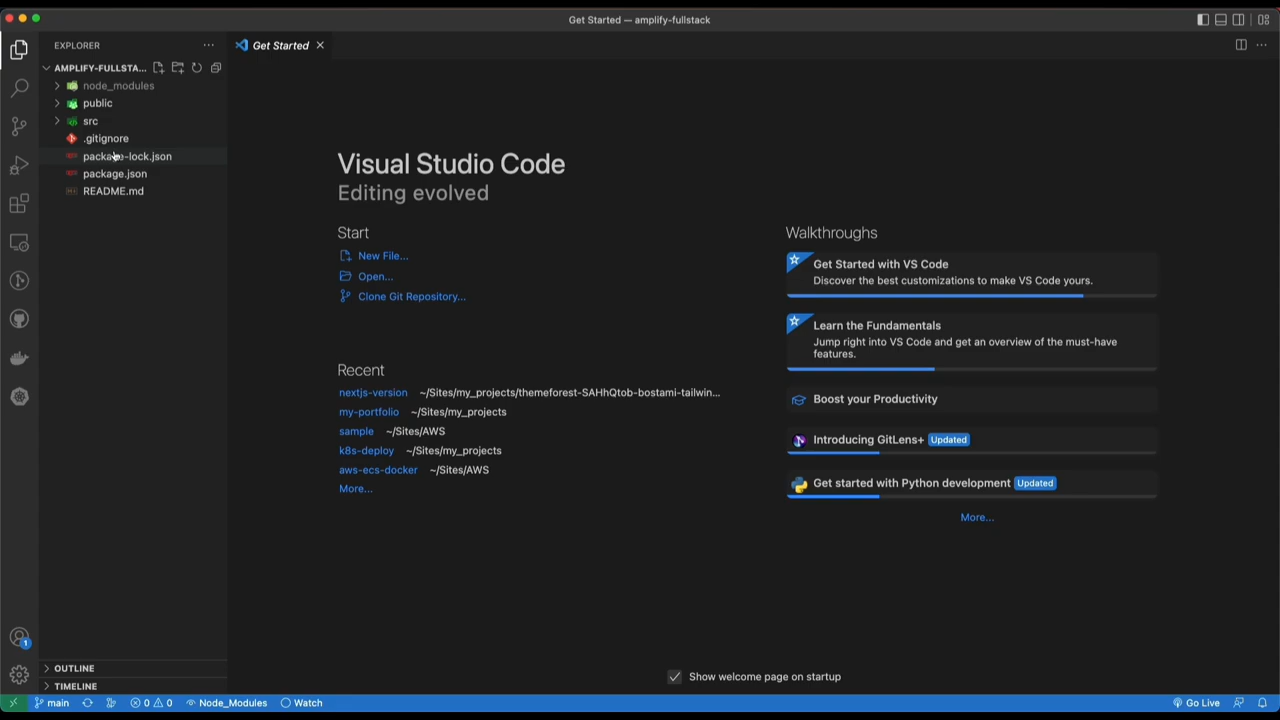 Get Started — amplify-fullstack
EXPLORER
Get Started
AMPLIFY-FULLSTA...
node_modules
public
src
.gitignore
package-lock.json
package.json
README.md
Visual Studio Code
Editing evolved
Start
New File...
Open...
Clone Git Repository...
Recent
nextjs-version ~/Sites/my_projects/themeforest-SAHhQtob-bostami-tailwin...
my-portfolio ~/Sites/my_projects
sample ~/Sites/AWS
k8s-deploy ~/Sites/my_projects
aws-ecs-docker ~/Sites/AWS
More...
Walkthroughs
Get Started with VS Code
Discover the best customizations to make VS Code yours.
Learn the Fundamentals
Jump right into VS Code and get an overview of the must-have
features.
Boost your Productivity
Introducing GitLens+ Updated
Get started with Python development Updated
More...
Show welcome page on startup
1
OUTLINE
TIMELINE
main 0 0 Node_Modules Watch Go Live